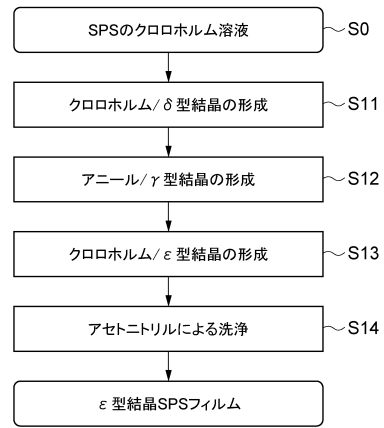 SPSのクロロホルム溶液 S0
クロロホルム/δ型結晶の形成 S11
アニール/γ型結晶の形成 S12
クロロホルム/ε型結晶の形成 S13
アセトニトリルによる洗浄 S14
ε型結晶SPSフィルム